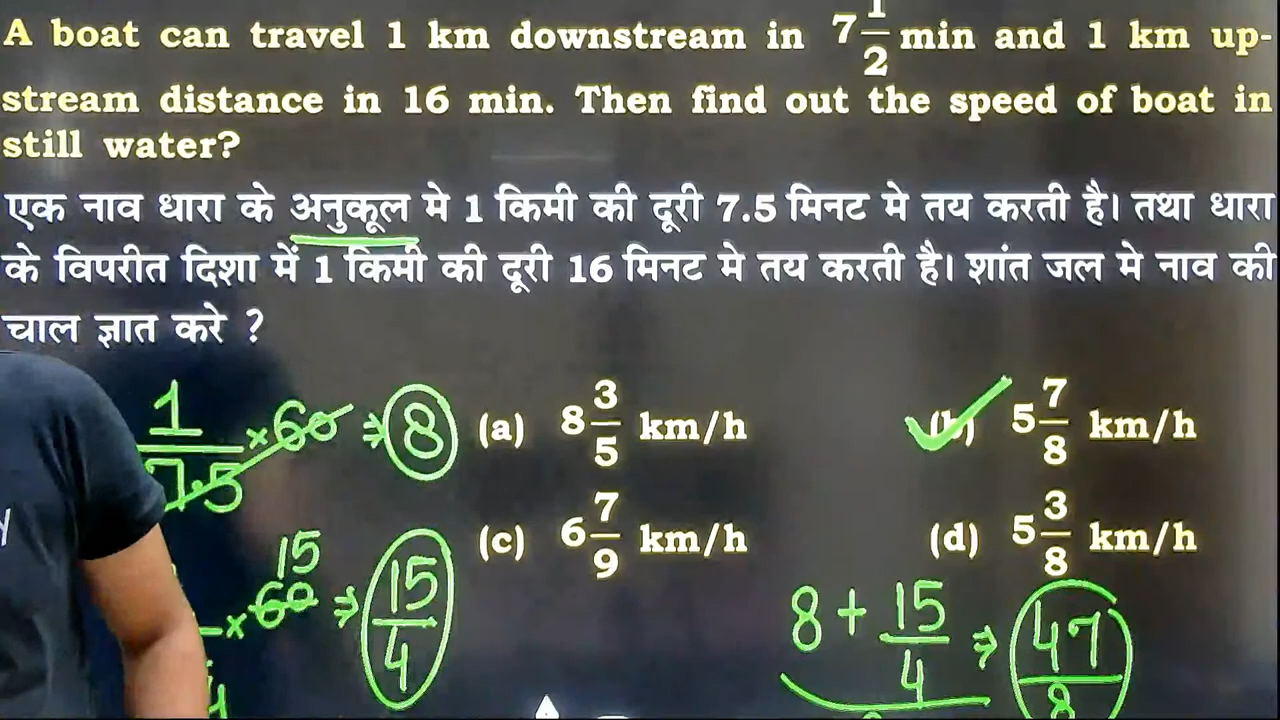 A boat can travel 1 km downstream in 7 1/2 min and 1 km up-
stream distance in 16 min. Then find out the speed of boat in
still water?
एक नाव धारा के अनुकूल मे 1 किमी की दूरी 7.5 मिनट मे तय करती है। तथा धारा
के विपरीत दिशा में 1 किमी की दूरी 16 मिनट मे तय करती है। शांत जल मे नाव की
चाल ज्ञात करे ?
1/7.5 × 60 ⇒ 8
(a) 8 3/5 km/h (b) 5 7/8 km/h
(c) 6 7/9 km/h (d) 5 3/8 km/h
15
× 60 ⇒ 15/4
4
8 + 15/4 ⇒ 47/8